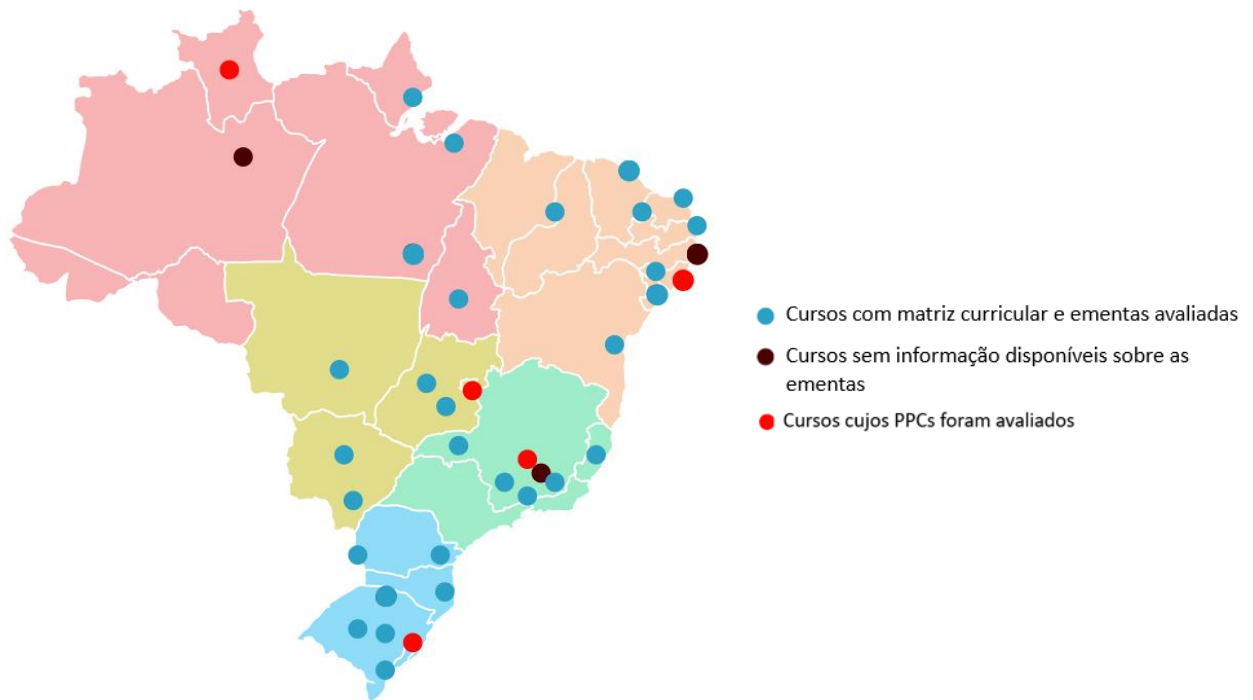 Cursos com matriz curricular e ementas avaliadas
Cursos sem informação disponíveis sobre as
ementas
Cursos cujos PPCs foram avaliados